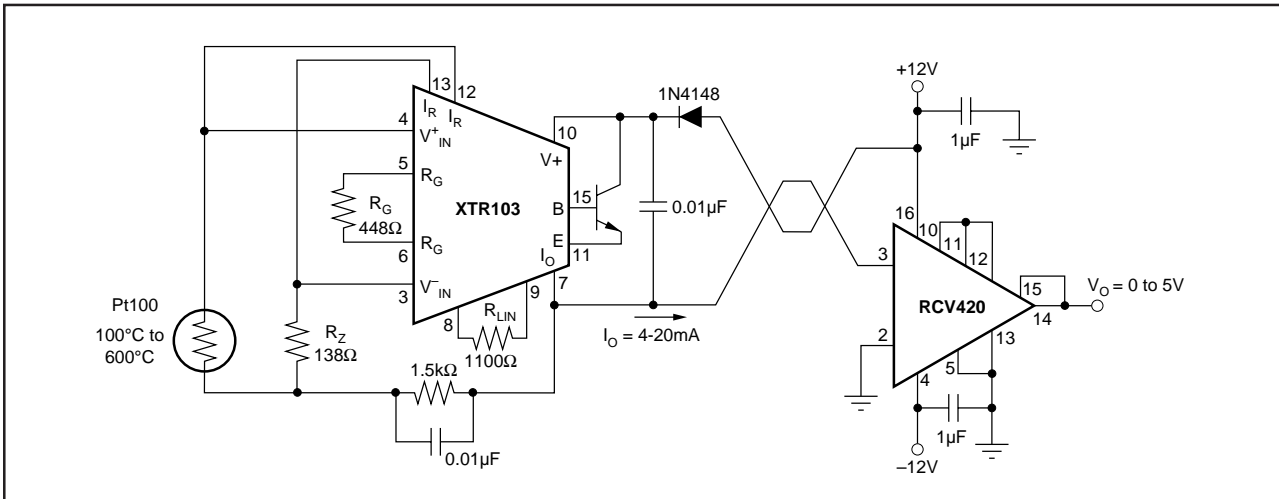 13
12
I_R
I_R
4
V^+_IN
5
R_G
R_G
448Ω
R_G
6
V^-_IN
3
XTR103
10
V+
B
15
E
11
I_O
7
9
8
R_LIN
1100Ω
Pt100
100°C to
600°C
R_Z
138Ω
1.5kΩ
0.01µF
1N4148
0.01µF
I_O = 4-20mA
+12V
1µF
16
10
11
12
3
RCV420
15
14
V_O = 0 to 5V
2
13
5
4
1µF
–12V